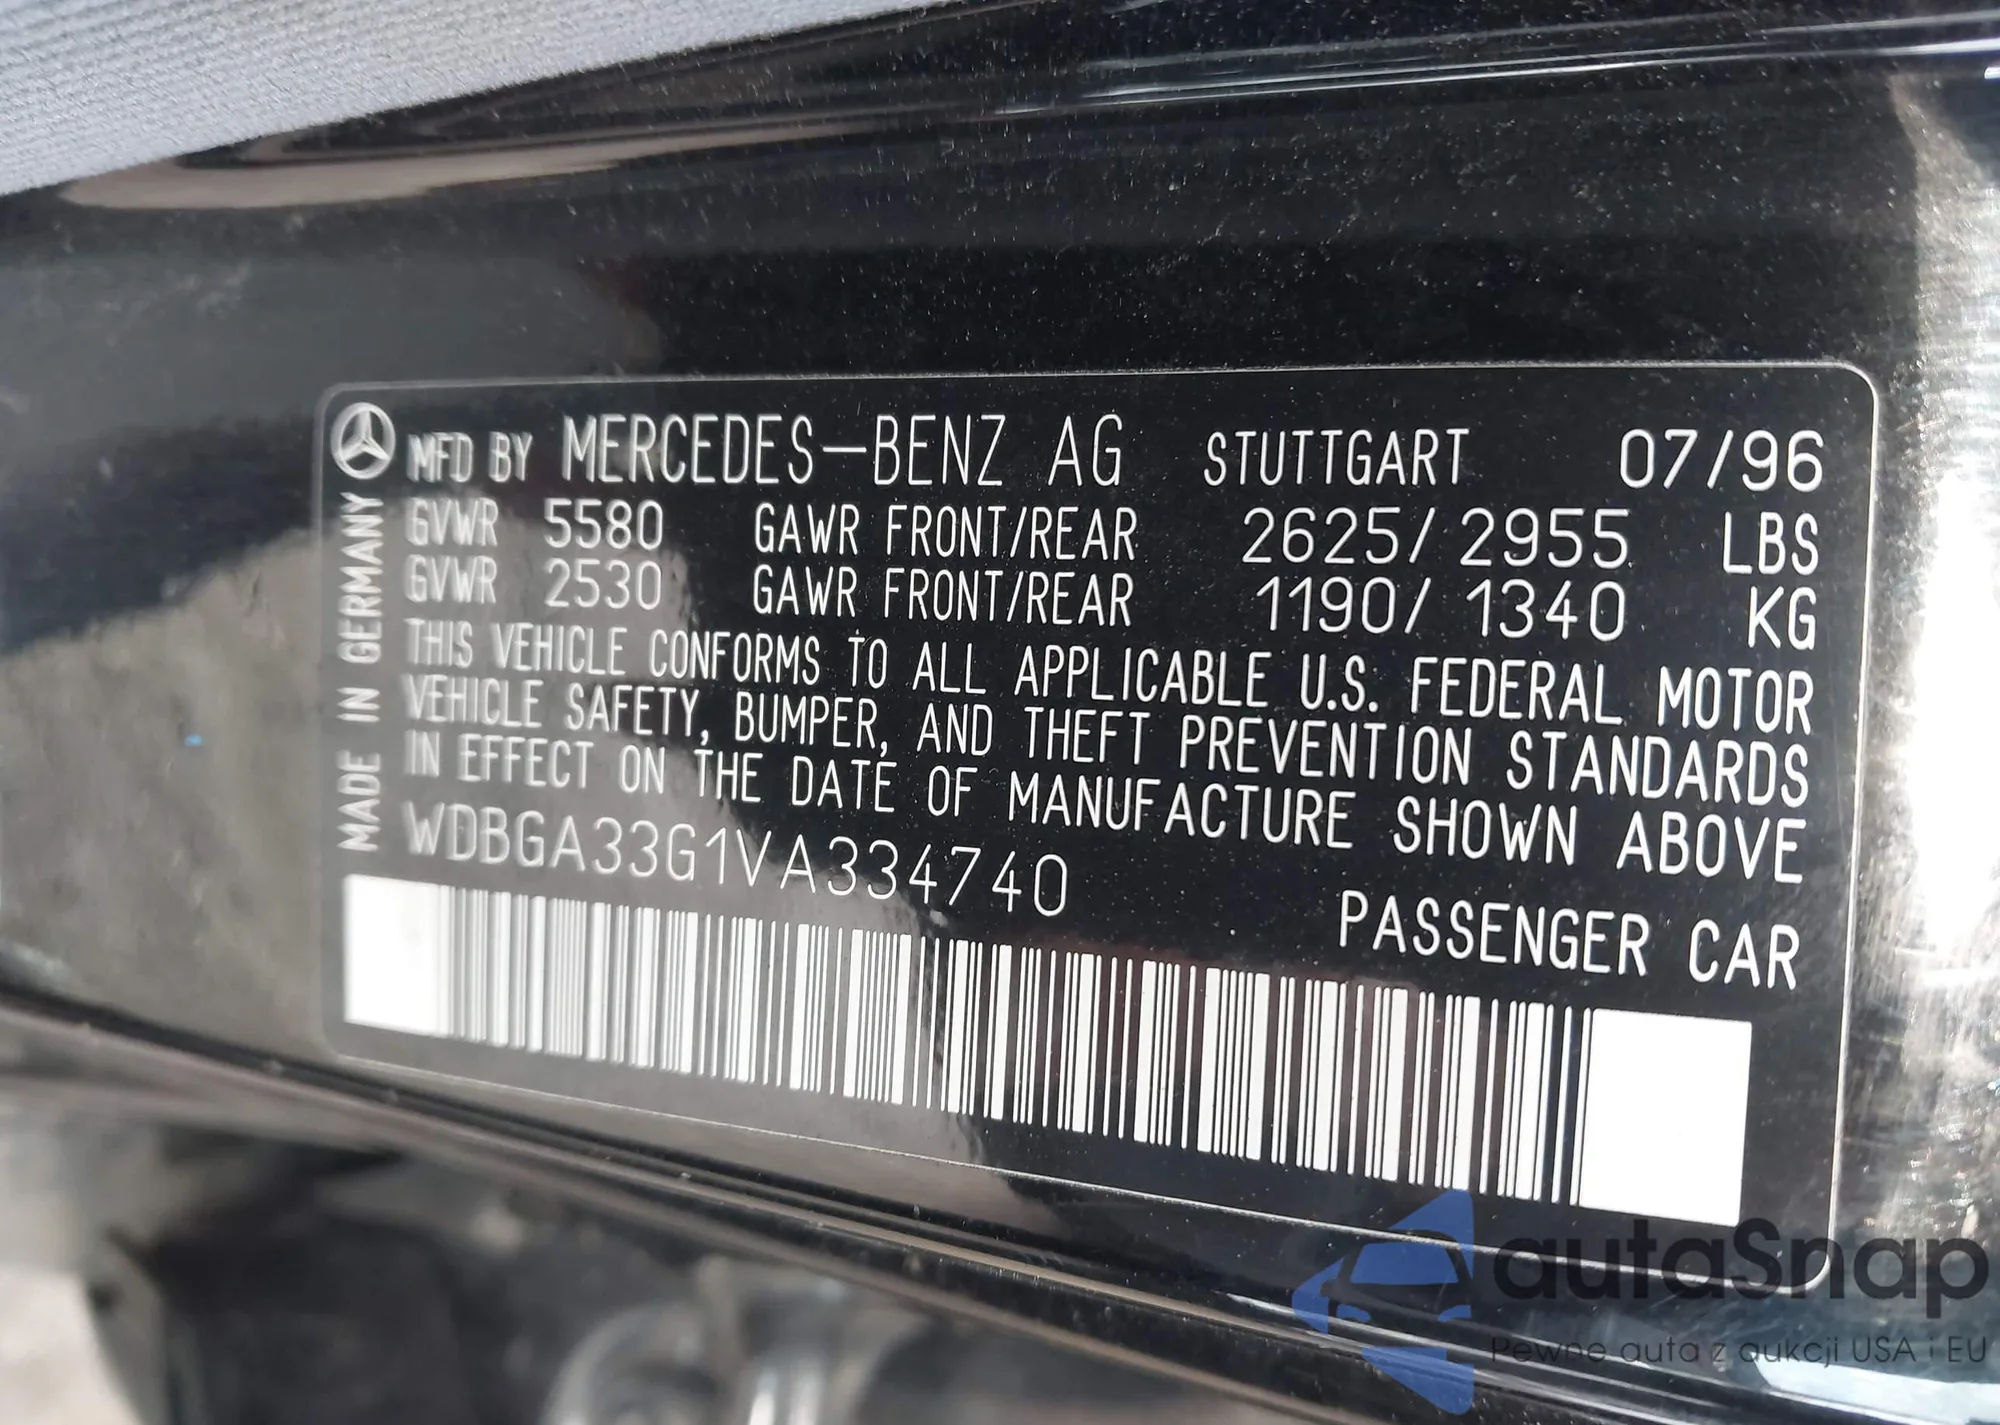 MFD BY MERCEDES-BENZ AG STUTTGART 07/96
GVWR 5580 GAWR FRONT/REAR 2625/2955 LBS
GVWR 2530 GAWR FRONT/REAR 1190/1340 KG
THIS VEHICLE CONFORMS TO ALL APPLICABLE U.S. FEDERAL MOTOR
VEHICLE SAFETY, BUMPER, AND THEFT PREVENTION STANDARDS
IN EFFECT ON THE DATE OF MANUFACTURE SHOWN ABOVE
WDBGA33G1VA334740
PASSENGER CAR
MADE IN GERMANY
autaSnap
Pewne auta z aukcji USA i EU